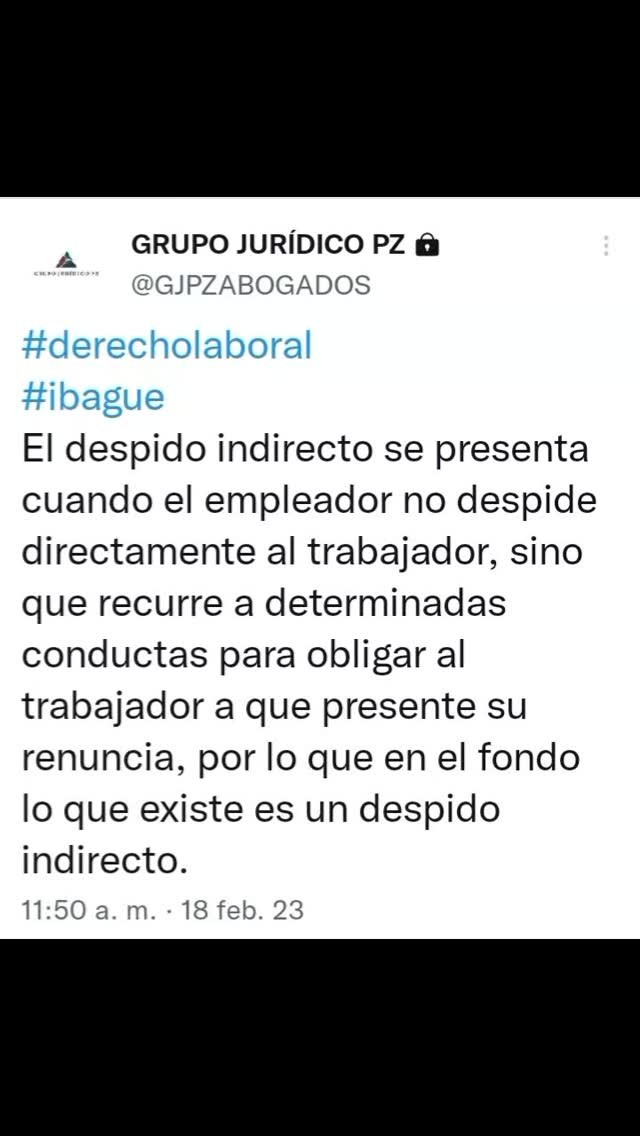 GRUPO JURÍDICO PZ
@GJPZABOGADOS
#derecholaboral
#ibague
El despido indirecto se presenta
cuando el empleador no despide
directamente al trabajador, sino
que recurre a determinadas
conductas para obligar al
trabajador a que presente su
renuncia, por lo que en el fondo
lo que existe es un despido
indirecto.
11:50 a. m. · 18 feb. 23